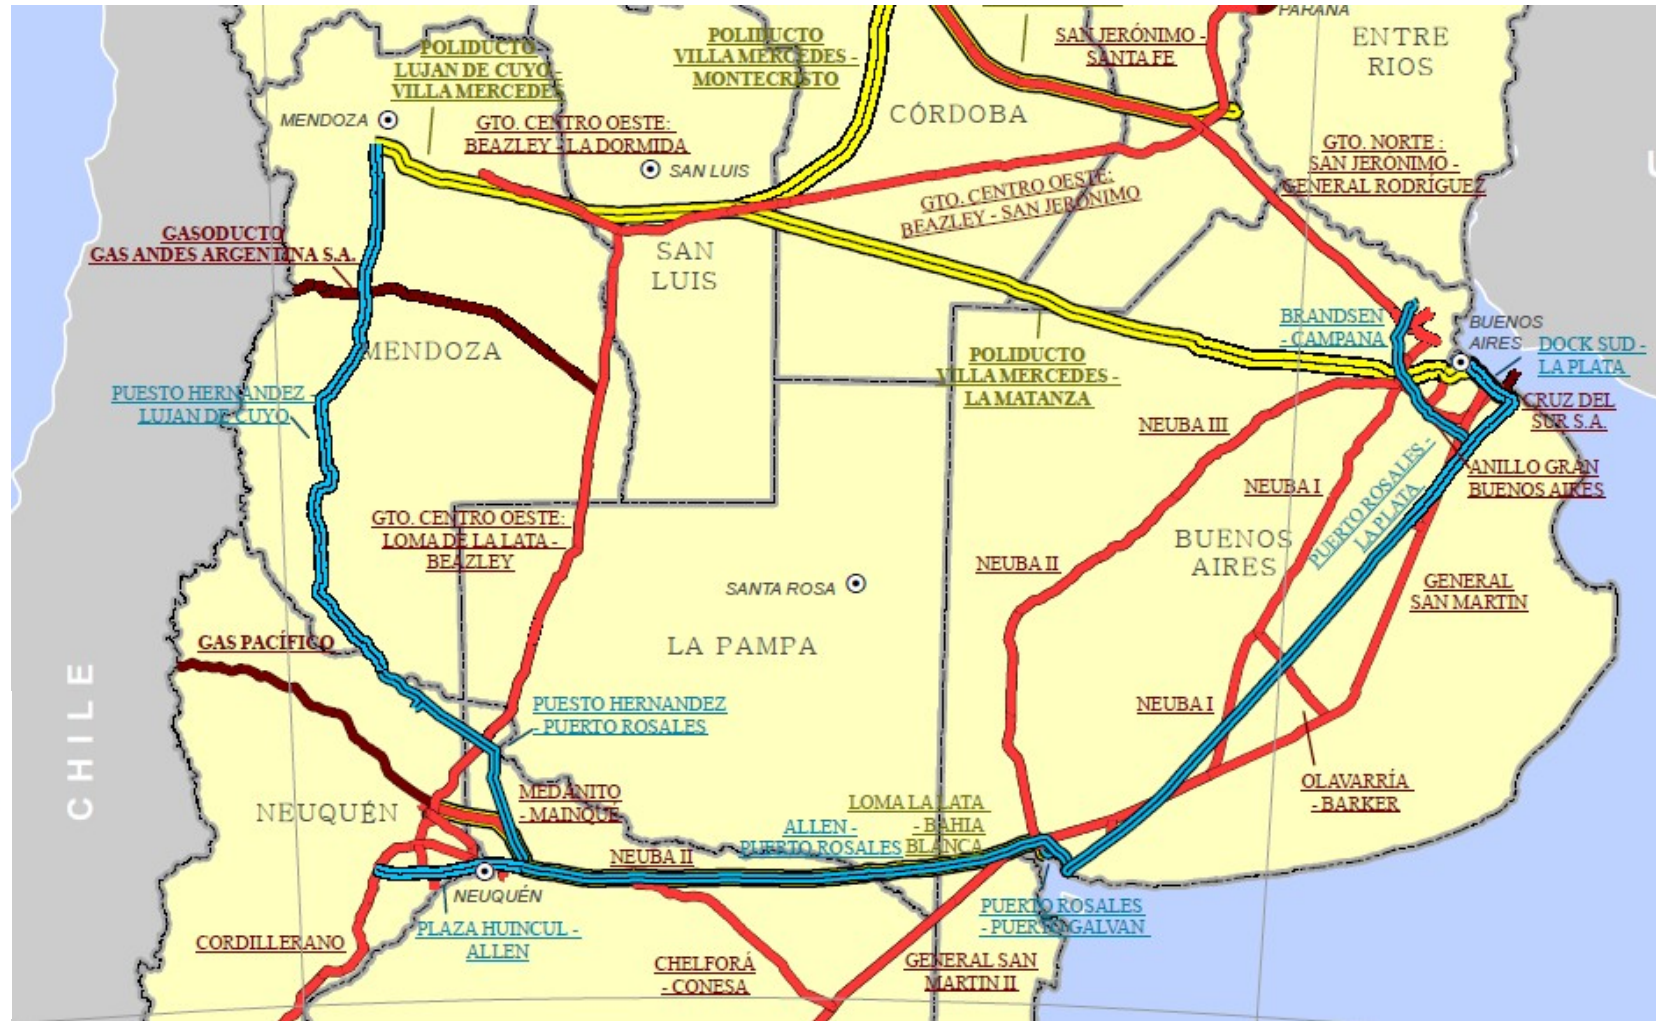 PARANA
ENTRE
RIOS
SAN JERÓNIMO -
SANTA FE
POLIDUCTO
VILLA MERCEDES -
MONTECRISTO
POLIDUCTO
LUJAN DE CUYO -
VILLA MERCEDES
MENDOZA
GTO. CENTRO OESTE:
BEAZLEY - LA DORMIDA
SAN LUIS
CÓRDOBA
GTO. NORTE :
SAN JERÓNIMO -
GENERAL RODRÍGUEZ
GTO. CENTRO OESTE:
BEAZLEY - SAN JERÓNIMO
GASODUCTO
GAS ANDES ARGENTINA S.A.
SAN
LUIS
MENDOZA
BRANDSEN
- CAMPANA
BUENOS
AIRES
DOCK SUD -
LA PLATA
POLIDUCTO
VILLA MERCEDES -
LA MATANZA
PUESTO HERNANDEZ -
LUJAN DE CUYO
CRUZ DEL
SUR S.A.
NEUBA III
ANILLO GRAN
BUENOS AIRES
NEUBA I
PUERTO ROSALES -
LA PLATA
GTO. CENTRO OESTE:
LOMA DE LA LATA -
BEAZLEY
BUENOS
AIRES
NEUBA II
SANTA ROSA
GENERAL
SAN MARTIN
LA PAMPA
GAS PACÍFICO
CHILE
PUESTO HERNANDEZ
- PUERTO ROSALES
NEUBA I
OLAVARRÍA
- BARKER
NEUQUÉN
MEDANITO
- MAINQUE
LOMA LA LATA
- BAHIA
BLANCA
ALLEN -
PUERTO ROSALES
NEUBA II
NEUQUÉN
PUERTO ROSALES
- PUERTO GALVAN
PLAZA HUINCUL -
ALLEN
CORDILLERANO
CHELFORÁ
- CONESA
GENERAL SAN
MARTIN II